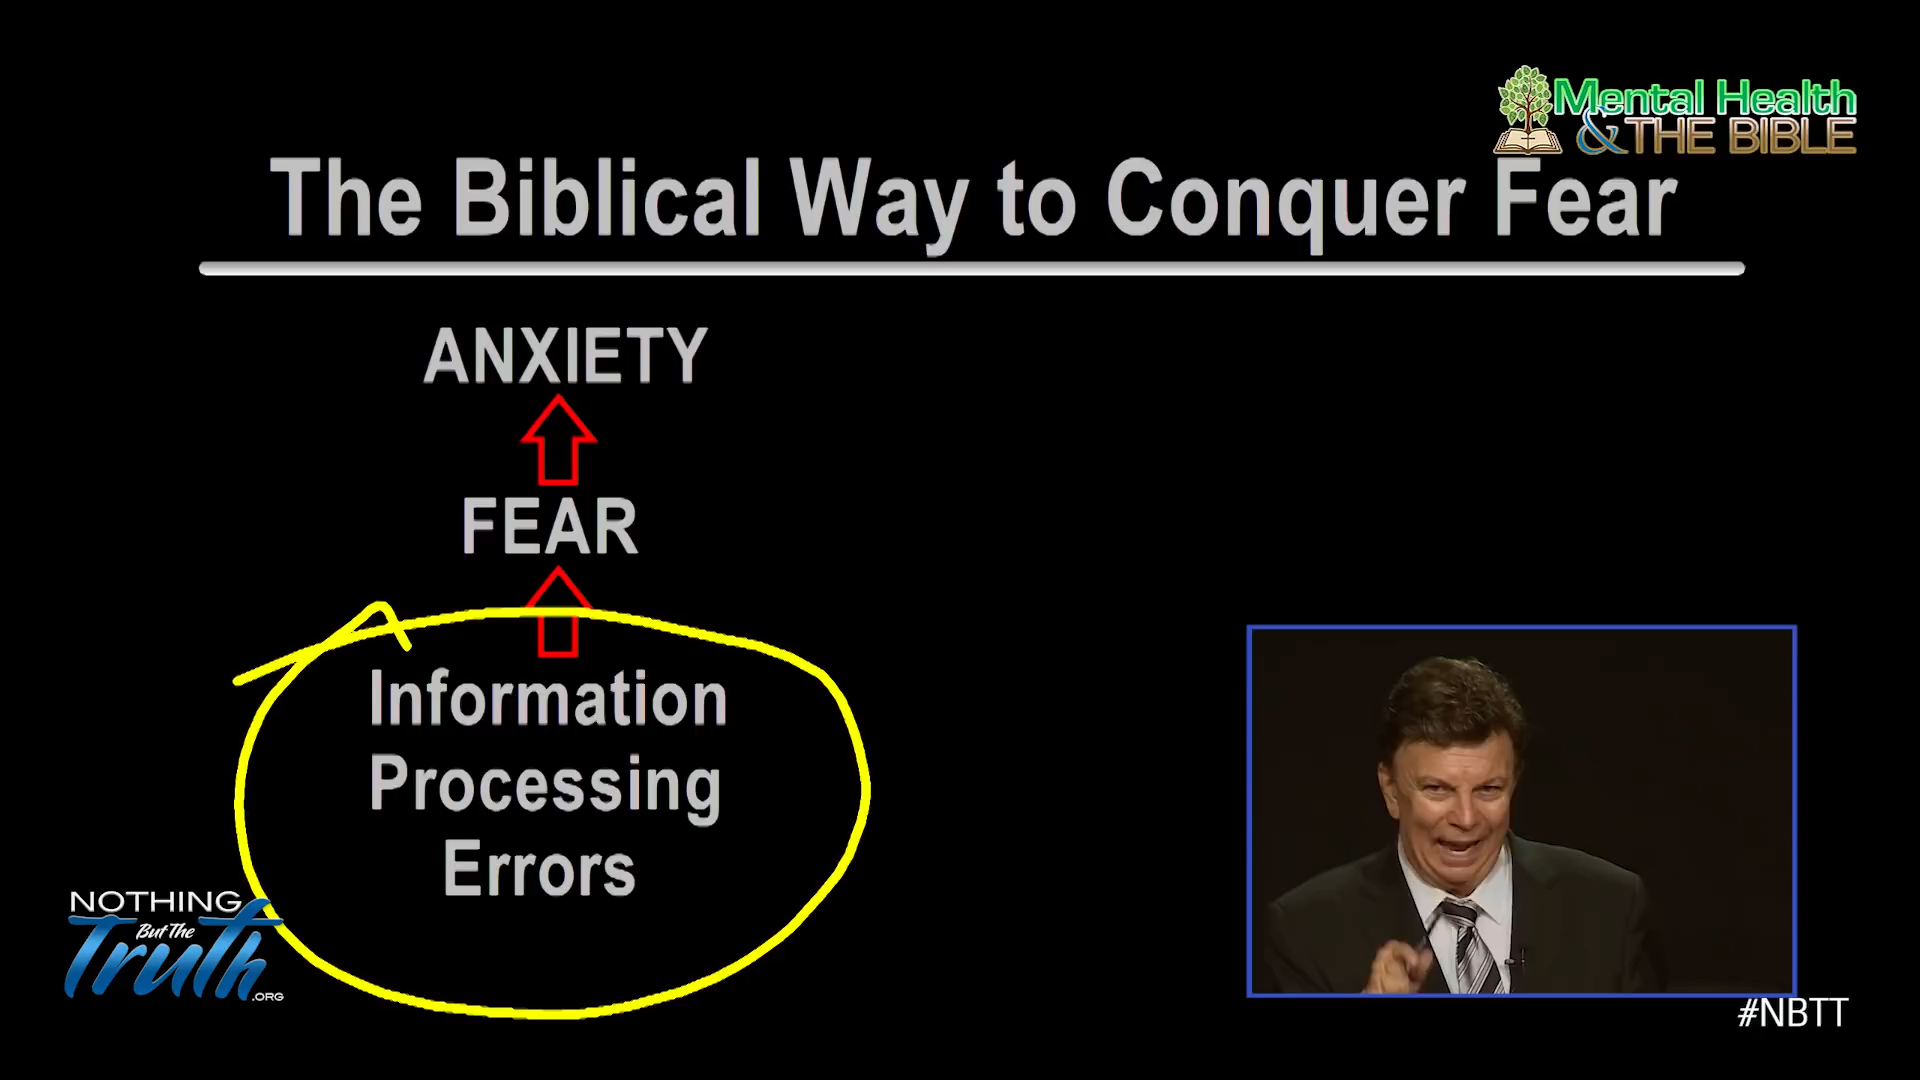 Mental Health
& THE BIBLE
The Biblical Way to Conquer Fear
ANXIETY
FEAR
Information
Processing
Errors
NOTHING
But The
Truth
.ORG
#NBTT